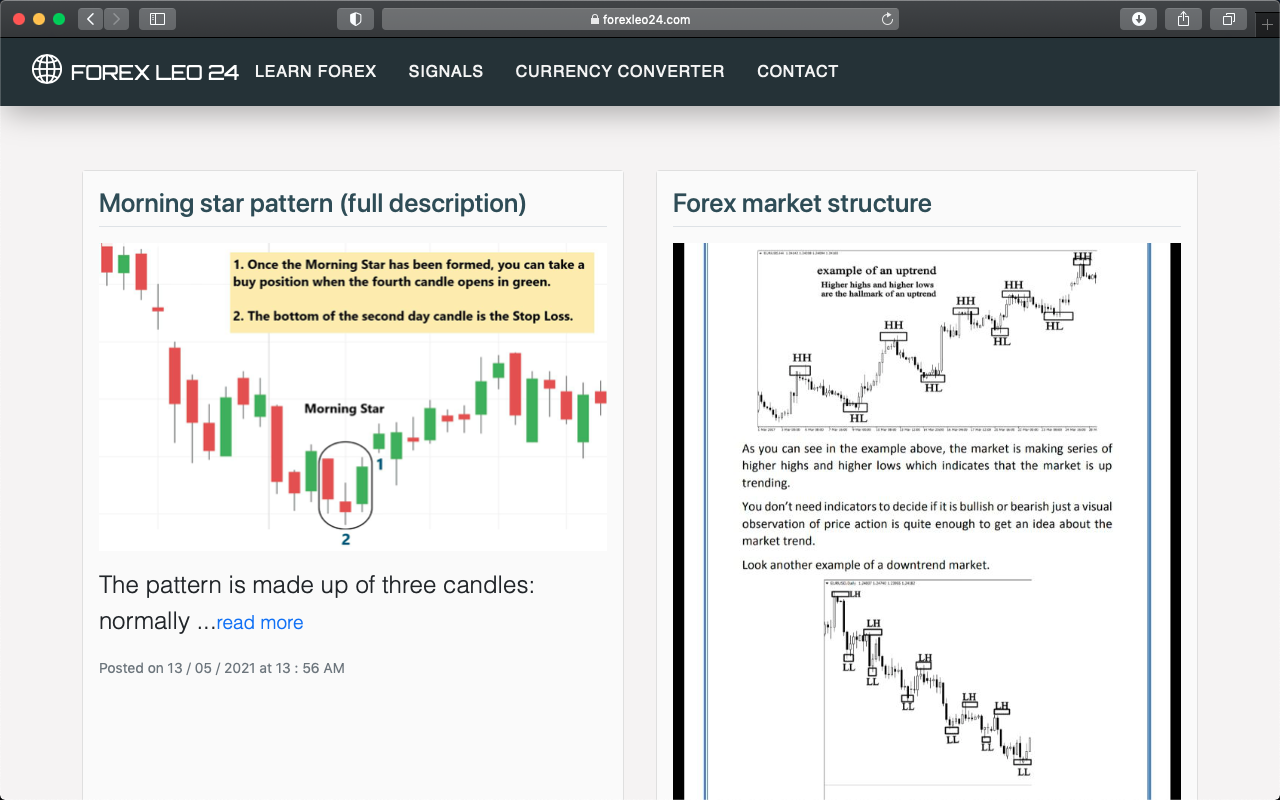 forexleo24.com
FOREX LEO 24
LEARN FOREX
SIGNALS
CURRENCY CONVERTER
CONTACT
Morning star pattern (full description)
1. Once the Morning Star has been formed, you can take a
buy position when the fourth candle opens in green.
2. The bottom of the second day candle is the Stop Loss.
Morning Star
1
2
The pattern is made up of three candles:
normally ...read more
Posted on 13 / 05 / 2021 at 13 : 56 AM
Forex market structure
example of an uptrend
Higher highs and higher lows
are the hallmark of an uptrend
HH
HH
HH
HH
HH
HL
HL
HL
HL
As you can see in the example above, the market is making series of
higher highs and higher lows which indicates that the market is up
trending.
You don’t need indicators to decide if it is bullish or bearish just a visual
observation of price action is quite enough to get an idea about the
market trend.
Look another example of a downtrend market.
LH
LH
LH
LH
LH
LL
LL
LL
LL
LL
LL